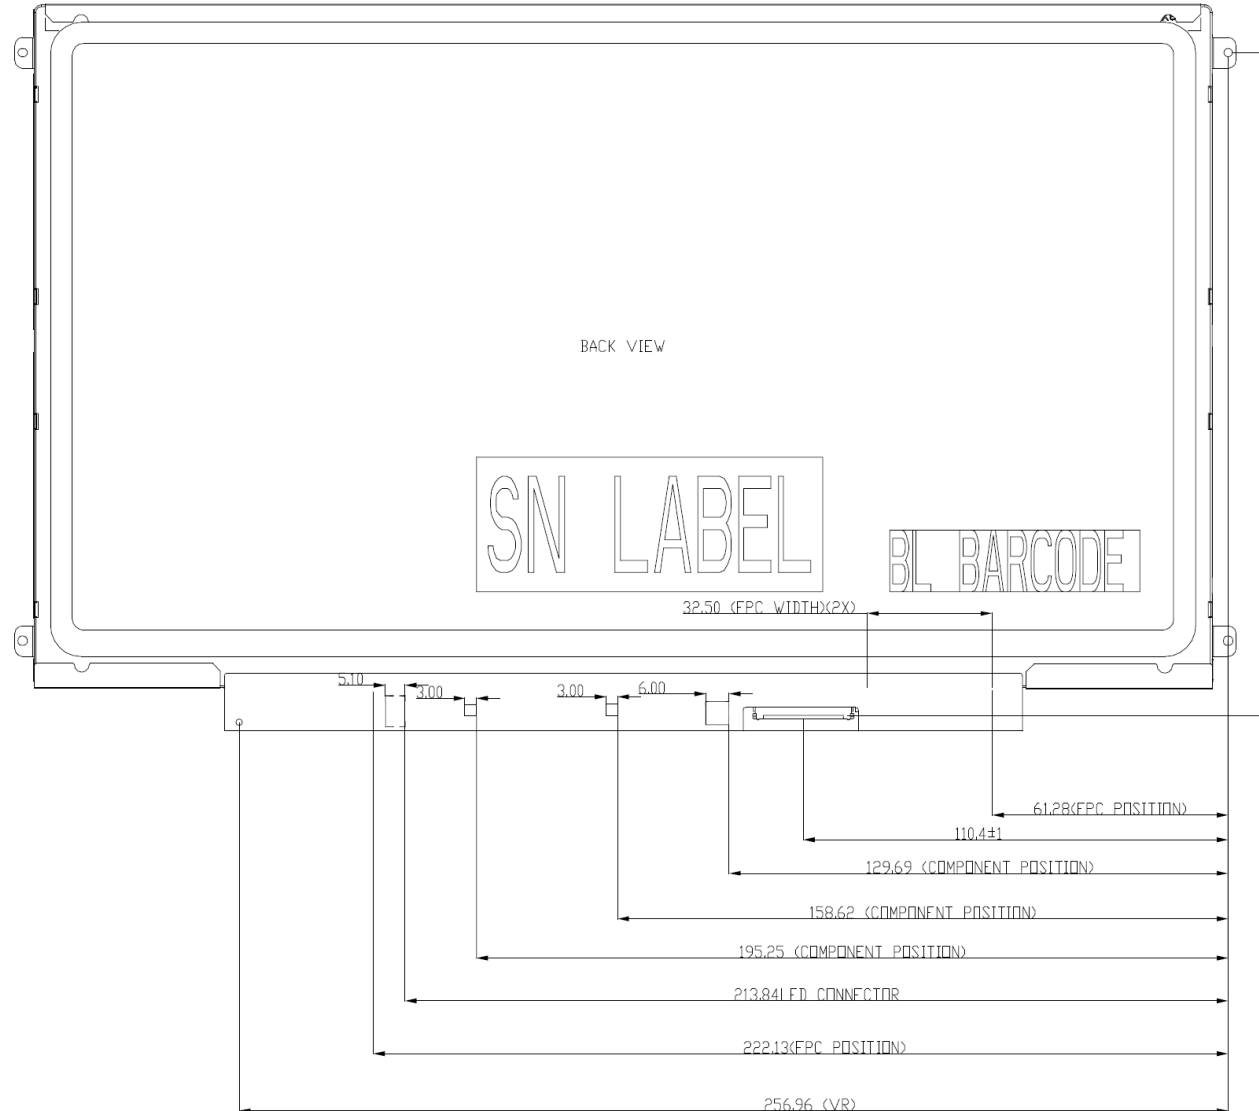 BACK VIEW
SN LABEL
BL BARCODE
32.50 (FPC WIDTH)(2X)
5.10
3.00
3.00
6.00
61.28(FPC POSITION)
110.4±1
129.69 (COMPONENT POSITION)
158.62 (COMPONENT POSITION)
195.25 (COMPONENT POSITION)
213.84LED CONNECTOR
222.13(FPC POSITION)
256.96 (VR)